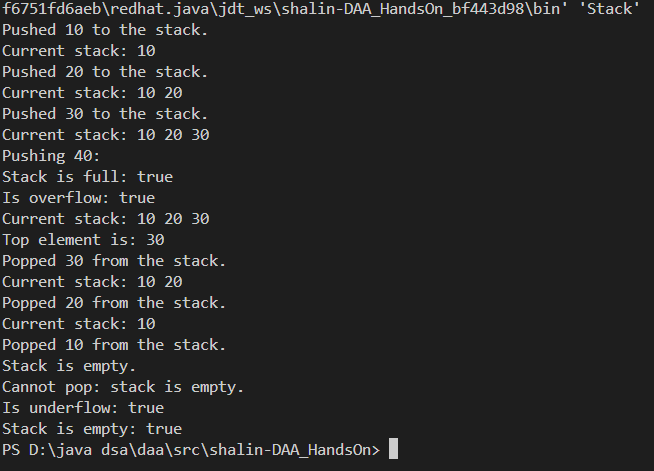 f6751fd6aeb\redhat.java\jdt_ws\shalin-DAA_HandsOn_bf443d98\bin' 'Stack'
Pushed 10 to the stack.
Current stack: 10
Pushed 20 to the stack.
Current stack: 10 20
Pushed 30 to the stack.
Current stack: 10 20 30
Pushing 40:
Stack is full: true
Is overflow: true
Current stack: 10 20 30
Top element is: 30
Popped 30 from the stack.
Current stack: 10 20
Popped 20 from the stack.
Current stack: 10
Popped 10 from the stack.
Stack is empty.
Cannot pop: stack is empty.
Is underflow: true
Stack is empty: true
PS D:\java dsa\daa\src\shalin-DAA_HandsOn>